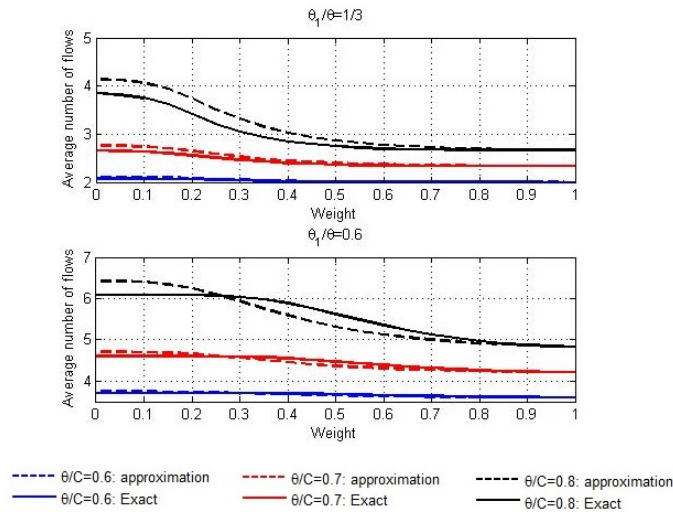 θ₁/θ=1/3
5
4
3
2
Average number of flows
0 0.1 0.2 0.3 0.4 0.5 0.6 0.7 0.8 0.9 1
Weight
θ₁/θ=0.6
7
6
5
4
Average number of flows
0 0.1 0.2 0.3 0.4 0.5 0.6 0.7 0.8 0.9 1
Weight
θ/C=0.6: approximation θ/C=0.7: approximation θ/C=0.8: approximation
θ/C=0.6: Exact θ/C=0.7: Exact θ/C=0.8: Exact